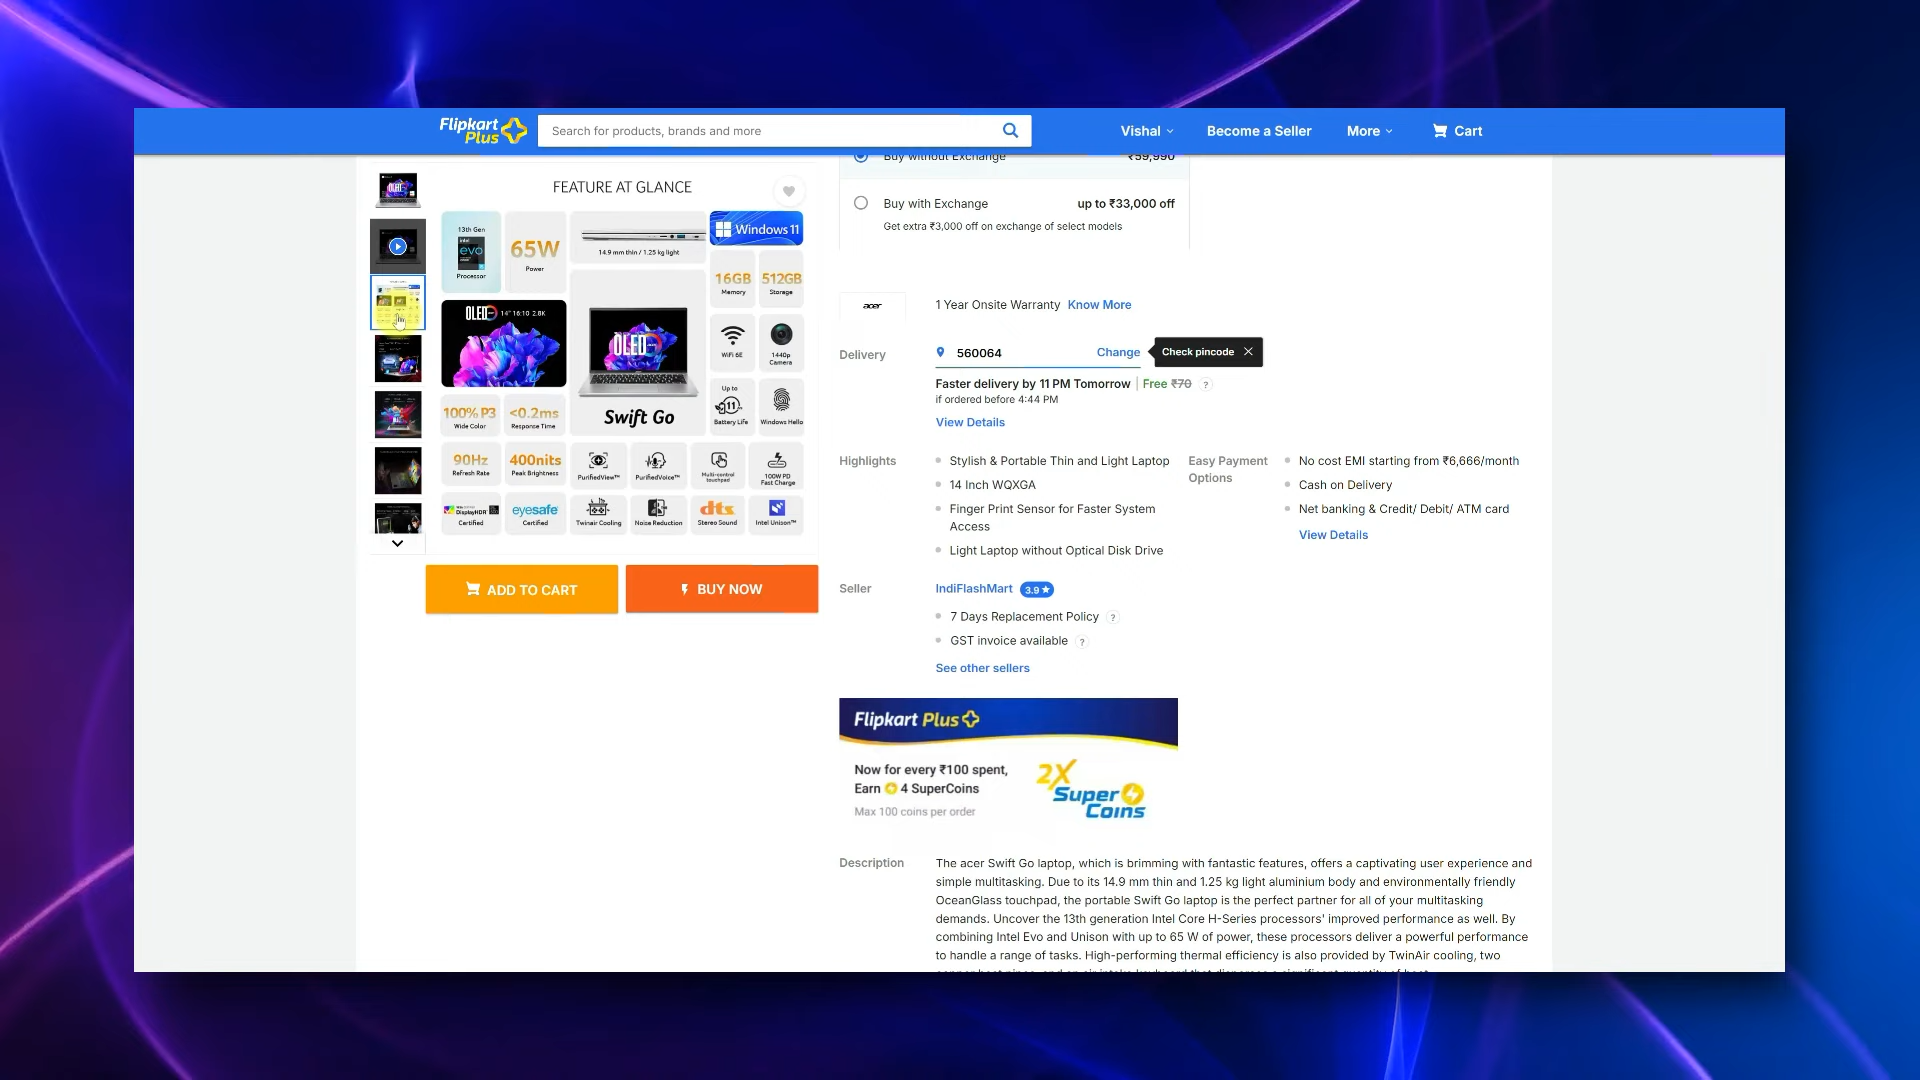 Flipkart
Plus
Search for products, brands and more
Vishal
Become a Seller
More
Cart
Buy without Exchange
₹59,990
Buy with Exchange
up to ₹33,000 off
Get extra ₹3,000 off on exchange of select models
FEATURE AT GLANCE
13th Gen
intel
evo
Processor
65W
Power
14.9 mm thin / 1.25 kg light
Windows 11
16GB
Memory
512GB
Storage
OLED 14" 16:10 2.8K
OLED
Swift Go
WiFi 6E
1440p
Camera
Up to
11
Battery Life
Windows Hello
100% P3
Wide Color
<0.2ms
Response Time
90Hz
Refresh Rate
400nits
Peak Brightness
PurifiedView™
PurifiedVoice™
Multi-control
touchpad
100W PD
Fast Charge
DisplayHDR
Certified
eyesafe
Certified
Twinair Cooling
Noise Reduction
dts
Stereo Sound
Intel Unison™
ADD TO CART
BUY NOW
acer
1 Year Onsite Warranty Know More
Delivery
560064
Change
Check pincode
Faster delivery by 11 PM Tomorrow | Free ₹70 ?
if ordered before 4:44 PM
View Details
Highlights
Stylish & Portable Thin and Light Laptop
14 Inch WQXGA
Finger Print Sensor for Faster System
Access
Light Laptop without Optical Disk Drive
Easy Payment
Options
No cost EMI starting from ₹6,666/month
Cash on Delivery
Net banking & Credit/ Debit/ ATM card
View Details
Seller
IndiFlashMart 3.9 ★
7 Days Replacement Policy ?
GST invoice available ?
See other sellers
Flipkart Plus
Now for every ₹100 spent,
Earn 4 SuperCoins
Max 100 coins per order
2X
Super
Coins
Description
The acer Swift Go laptop, which is brimming with fantastic features, offers a captivating user experience and
simple multitasking. Due to its 14.9 mm thin and 1.25 kg light aluminium body and environmentally friendly
OceanGlass touchpad, the portable Swift Go laptop is the perfect partner for all of your multitasking
demands. Uncover the 13th generation Intel Core H-Series processors' improved performance as well. By
combining Intel Evo and Unison with up to 65 W of power, these processors deliver a powerful performance
to handle a range of tasks. High-performing thermal efficiency is also provided by TwinAir cooling, two